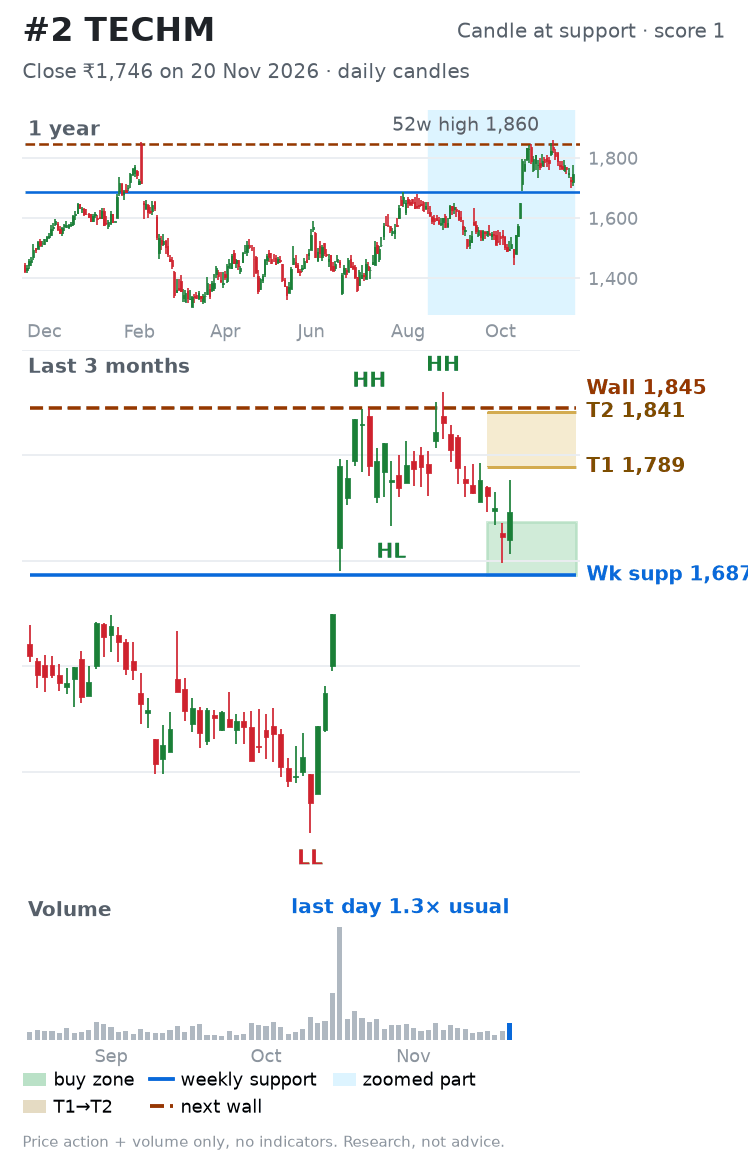 #2 TECHM
Candle at support · score 1
Close ₹1,746 on 20 Nov 2026 · daily candles
1 year
52w high 1,860
1,800
1,600
1,400
Dec Feb Apr Jun Aug Oct
Last 3 months
HH
HH
Wall 1,845
T2 1,841
T1 1,789
HL
Wk supp 1,687
LL
Volume
last day 1.3× usual
Sep Oct Nov
buy zone weekly support zoomed part
T1→T2 next wall
Price action + volume only, no indicators. Research, not advice.